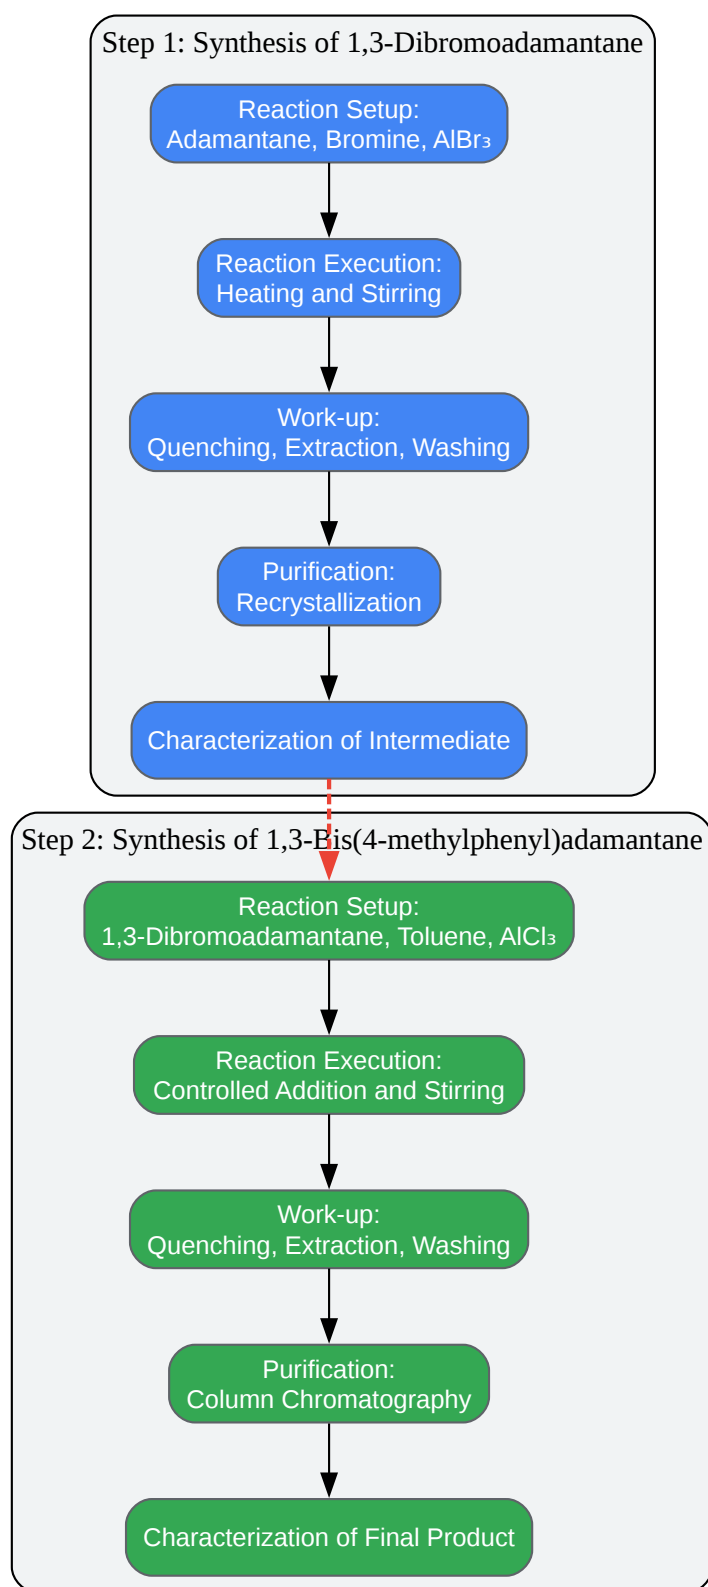 Step 1: Synthesis of 1,3-Dibromoadamantane
Reaction Setup:
Adamantane, Bromine, AlBr₃
Reaction Execution:
Heating and Stirring
Work-up:
Quenching, Extraction, Washing
Purification:
Recrystallization
Characterization of Intermediate
Step 2: Synthesis of 1,3-Bis(4-methylphenyl)adamantane
Reaction Setup:
1,3-Dibromoadamantane, Toluene, AlCl₃
Reaction Execution:
Controlled Addition and Stirring
Work-up:
Quenching, Extraction, Washing
Purification:
Column Chromatography
Characterization of Final Product